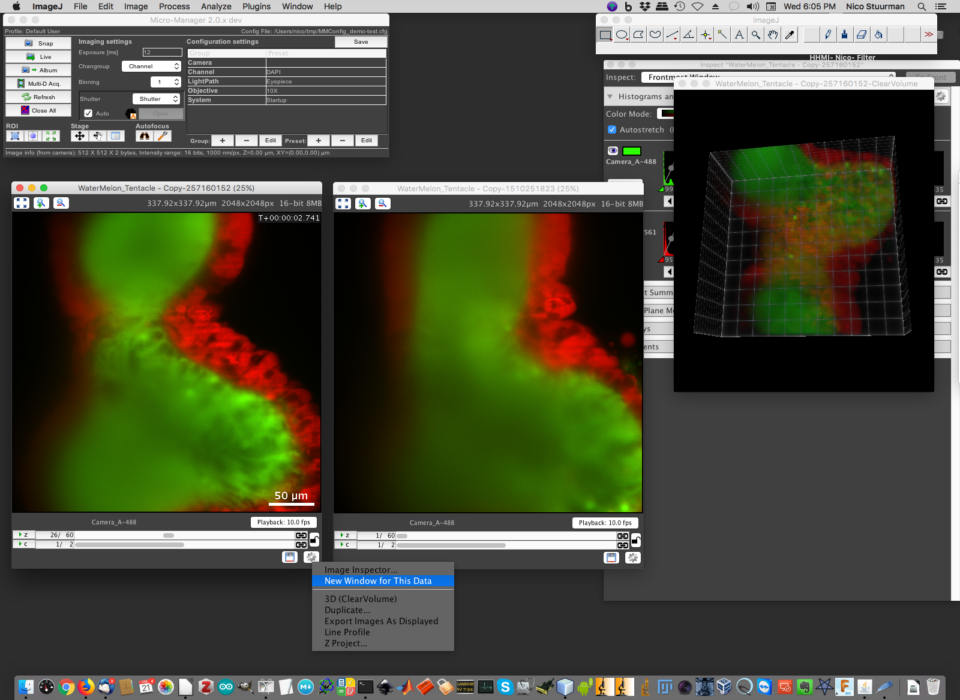 ImageJ File Edit Image Process Analyze Plugins Window Help Wed 6:05 PM Nico Stuurman
Micro-Manager 2.0.x dev
Profile: Default User
Config File: /Users/nico/tmp/MMConfig_demo-test.cfg
Snap
Live
Album
Multi-D Acq.
Refresh
Close All
Imaging settings
Exposure [ms] 12
Changroup Channel
Binning 1
Shutter Shutter
Auto
Configuration settings Save
Group Preset
Camera
Channel DAPI
LightPath Eyepiece
Objective 10X
System Startup
ROI Stage Autofocus
Group: + − Edit Preset: + − Edit
Image info (from camera): 512 X 512 X 2 bytes, Intensity range: 16 bits, 1000 nm/px, Z=0.00 μm, XY=(0.00,0.00) μm
ImageJ
HHMI- Nico- Filter
Inspect "WaterMelon_Tentacle - Copy-257160152"
Inspect: Frontmost Window
Histograms an
Color Mode:
Autostretch
Camera_A-488
561
t Summ
Plane M
ys
ents
WaterMelon_Tentacle - Copy-257160152-ClearVolume
WaterMelon_Tentacle - Copy-257160152 (25%)
337.92x337.92μm 2048x2048px 16-bit 8MB
T+00:00:02.741
50 μm
Camera_A-488
Playback: 10.0 fps
z 26/ 60
c 1/ 2
WaterMelon_Tentacle - Copy-1510251823 (25%)
337.92x337.92μm 2048x2048px 16-bit 8MB
Camera_A-488
Playback: 10.0 fps
z 1/ 60
c 1/ 2
Image Inspector...
New Window for This Data
3D (ClearVolume)
Duplicate...
Export Images As Displayed
Line Profile
Z Project...